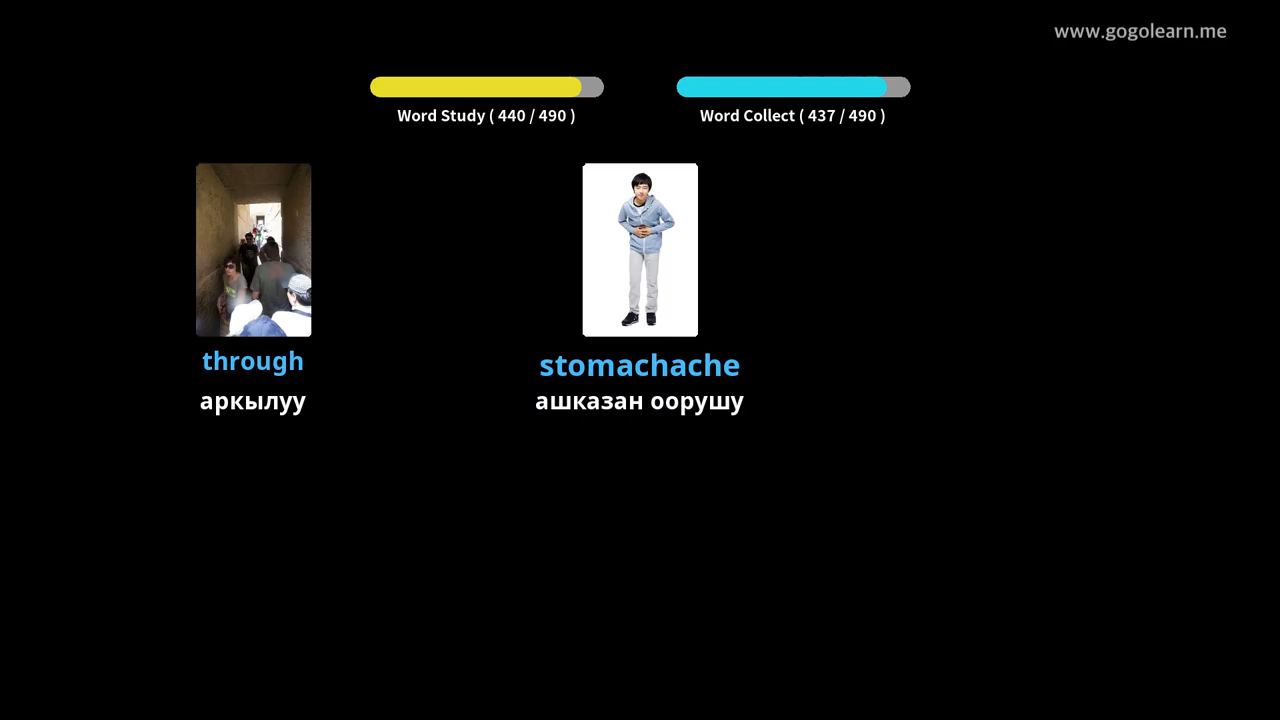 www.gogolearn.me
Word Study ( 440 / 490 )
Word Collect ( 437 / 490 )
through
stomachache
аркылуу
ашказан оорушу